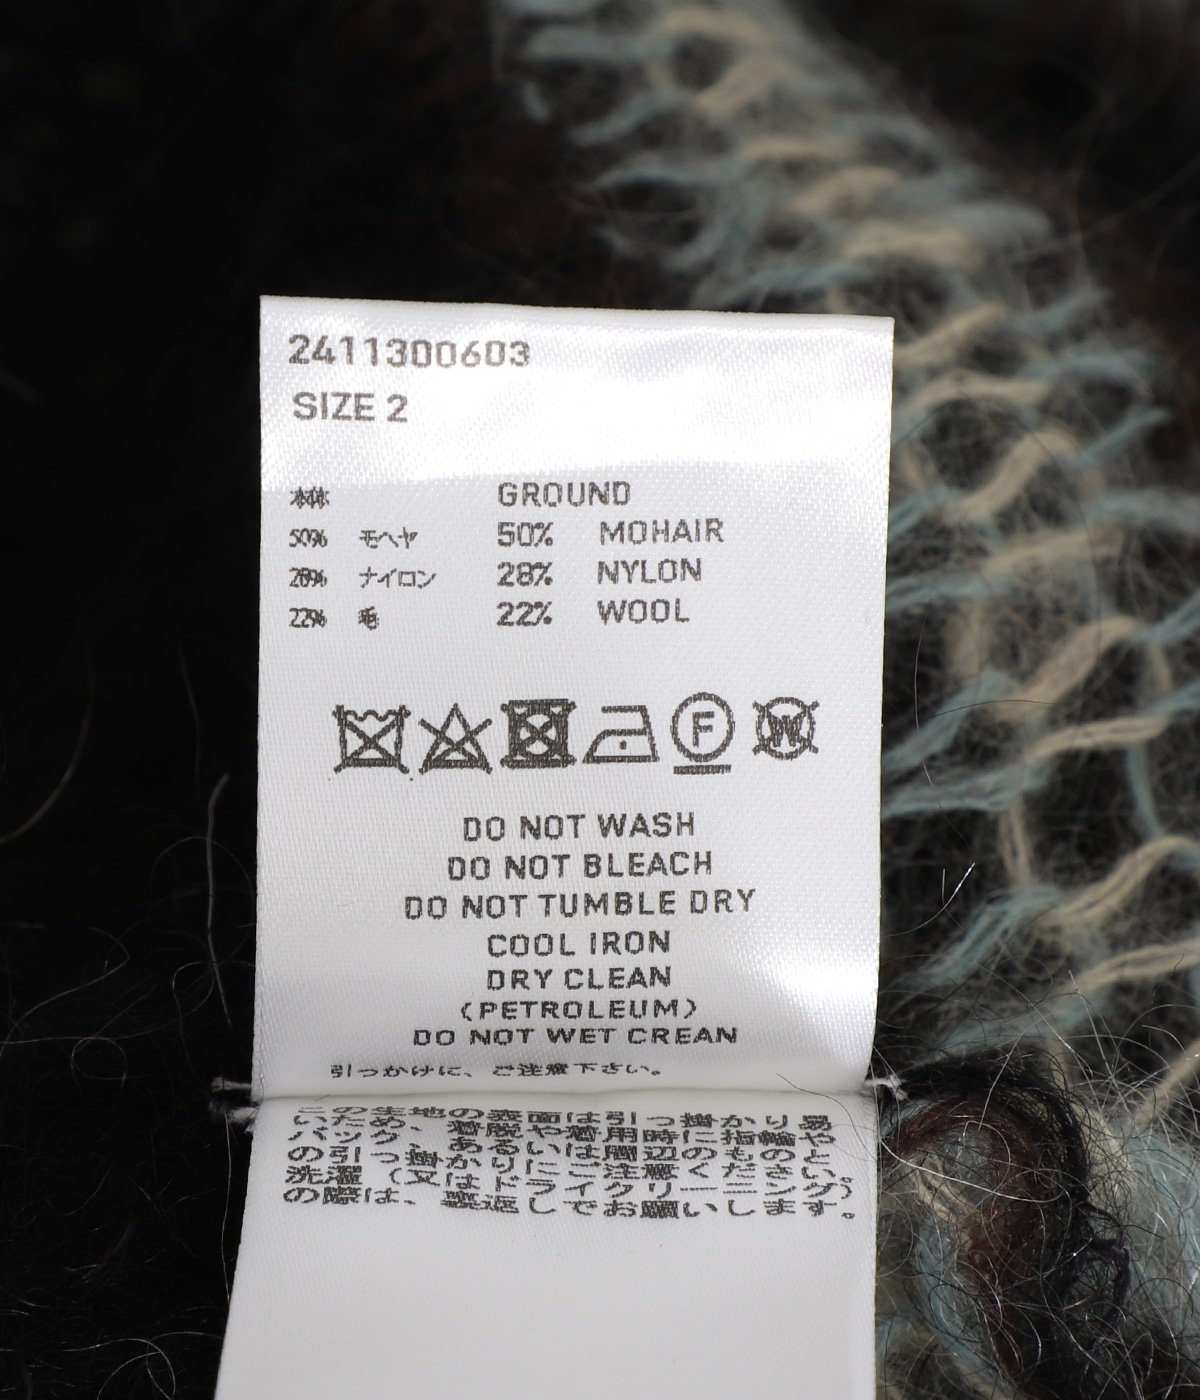 2411300603
SIZE 2
本体 GROUND
50% モヘヤ 50% MOHAIR
28% ナイロン 28% NYLON
22% 毛 22% WOOL
F W
DO NOT WASH
DO NOT BLEACH
DO NOT TUMBLE DRY
COOL IRON
DRY CLEAN
(PETROLEUM)
DO NOT WET CREAN
引っかけに、ご注意下さい。
この生地の表面は引っ掛かり易
いため、着脱や着用時に指輪や
バッグ、あるいは周辺のものと
の引っ掛かりにご注意ください。
洗濯(又はドライクリーニング)
の際は、裏返しでお願いします。